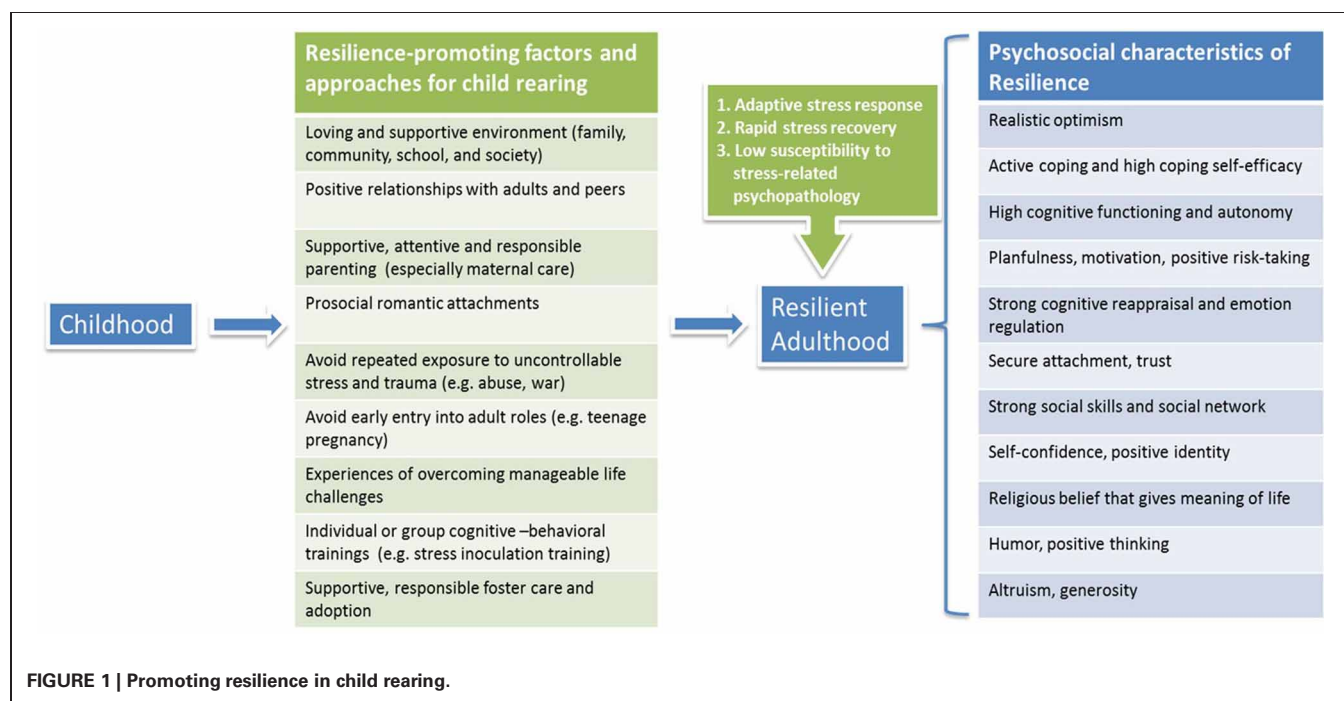 Childhood
Resilience-promoting factors and
approaches for child rearing
Loving and supportive environment (family,
community, school, and society)
Positive relationships with adults and peers
Supportive, attentive and responsible
parenting (especially maternal care)
Prosocial romantic attachments
Avoid repeated exposure to uncontrollable
stress and trauma (e.g. abuse, war)
Avoid early entry into adult roles (e.g. teenage
pregnancy)
Experiences of overcoming manageable life
challenges
Individual or group cognitive –behavioral
trainings (e.g. stress inoculation training)
Supportive, responsible foster care and
adoption
1. Adaptive stress response
2. Rapid stress recovery
3. Low susceptibility to
stress-related
psychopathology
Resilient
Adulthood
Psychosocial characteristics of
Resilience
Realistic optimism
Active coping and high coping self-efficacy
High cognitive functioning and autonomy
Planfulness, motivation, positive risk-taking
Strong cognitive reappraisal and emotion
regulation
Secure attachment, trust
Strong social skills and social network
Self-confidence, positive identity
Religious belief that gives meaning of life
Humor, positive thinking
Altruism, generosity
FIGURE 1 | Promoting resilience in child rearing.